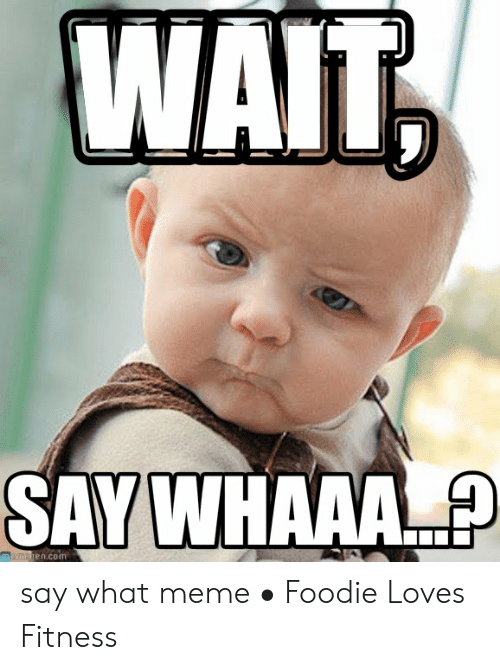 WAIT,
SAY WHAAA...?
say what meme • Foodie Loves
Fitness